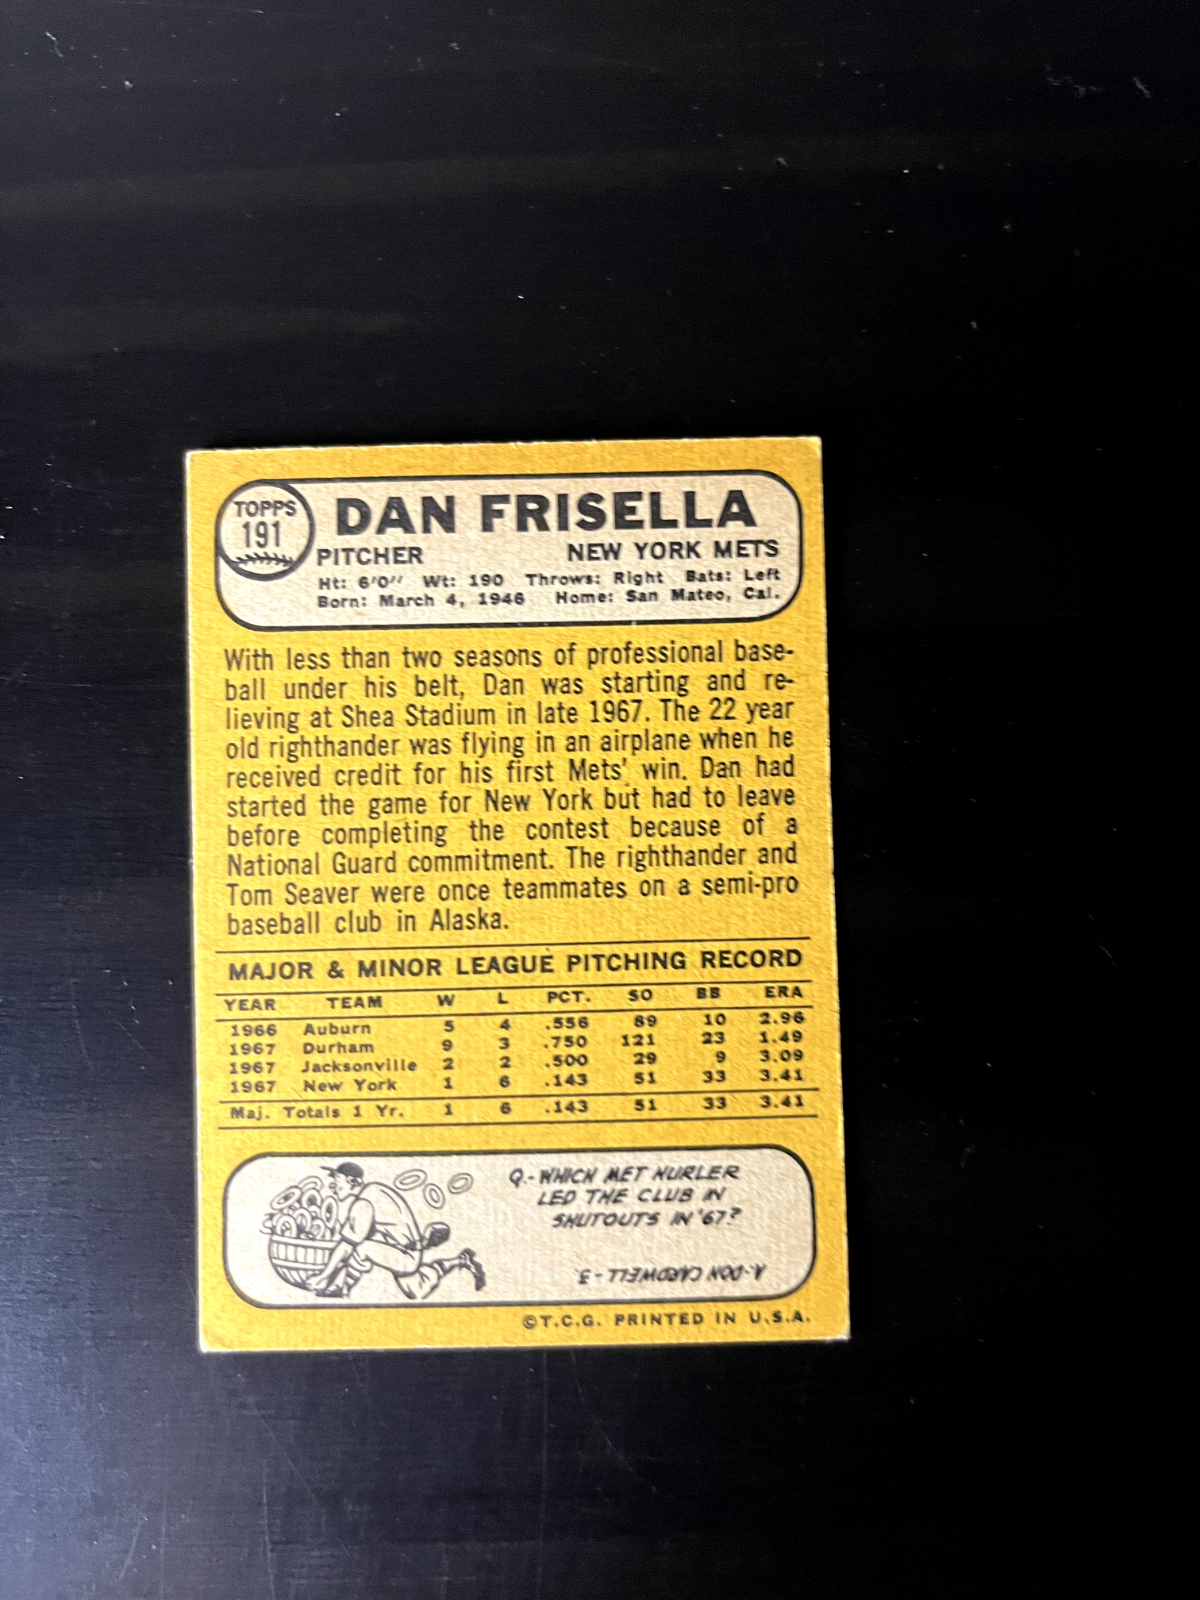 TOPPS
191
DAN FRISELLA
PITCHER NEW YORK METS
Ht: 6'0" Wt: 190 Throws: Right Bats: Left
Born: March 4, 1946 Home: San Mateo, Cal.
With less than two seasons of professional base-
ball under his belt, Dan was starting and re-
lieving at Shea Stadium in late 1967. The 22 year
old righthander was flying in an airplane when he
received credit for his first Mets' win. Dan had
started the game for New York but had to leave
before completing the contest because of a
National Guard commitment. The righthander and
Tom Seaver were once teammates on a semi-pro
baseball club in Alaska.
MAJOR & MINOR LEAGUE PITCHING RECORD
YEAR TEAM W L PCT. SO BB ERA
1966 Auburn 5 4 .556 89 10 2.96
1967 Durham 9 3 .750 121 23 1.49
1967 Jacksonville 2 2 .500 29 9 3.09
1967 New York 1 6 .143 51 33 3.41
Maj. Totals 1 Yr. 1 6 .143 51 33 3.41
Q.- WHICH MET HURLER
LED THE CLUB IN
SHUTOUTS IN '67?
A. DON CARDWELL - 3.
©T.C.G. PRINTED IN U.S.A.